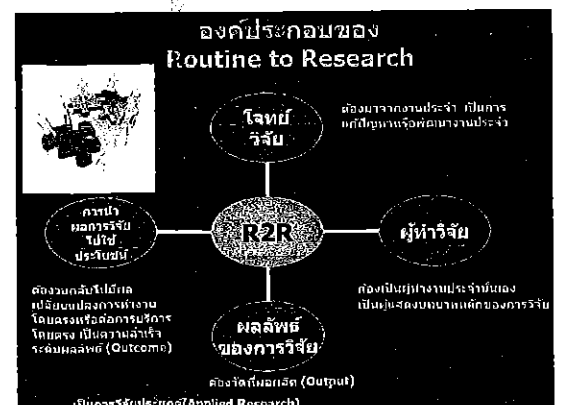 องค์ประกอบของ
Routine to Research
โจทย์
วิจัย
ต้องมาจากงานประจำ เป็นการ
แก้ปัญหาหรือพัฒนางานประจำ
การนำ
ผลการวิจัย
ไปใช้
ประโยชน์
R2R
ผู้ทำวิจัย
ต้องวนกลับไปมีผล
เปลี่ยนแปลงการทำงาน
โดยตรงหรือต่อการบริการ
โดยตรง เป็นความสำเร็จ
ระดับผลลัพธ์ (Outcome)
ต้องเป็นผู้ทำงานประจำนั้นเอง
เป็นผู้แสดงบทบาทหลักของการวิจัย
ผลลัพธ์
ของการวิจัย
ต้องวัดที่ผลผลิต (Output)
เป็นการวิจัยประยุกต์(Applied Research)